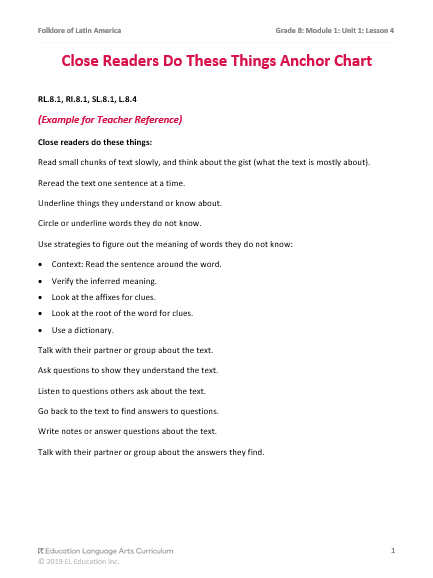 Folklore of Latin America
Grade 8: Module 1: Unit 1: Lesson 4
Close Readers Do These Things Anchor Chart
RL.8.1, RI.8.1, SL.8.1, L.8.4
(Example for Teacher Reference)
Close readers do these things:
Read small chunks of text slowly, and think about the gist (what the text is mostly about).
Reread the text one sentence at a time.
Underline things they understand or know about.
Circle or underline words they do not know.
Use strategies to figure out the meaning of words they do not know:
• Context: Read the sentence around the word.
• Verify the inferred meaning.
• Look at the affixes for clues.
• Look at the root of the word for clues.
• Use a dictionary.
Talk with their partner or group about the text.
Ask questions to show they understand the text.
Listen to questions others ask about the text.
Go back to the text to find answers to questions.
Write notes or answer questions about the text.
Talk with their partner or group about the answers they find.
Education Language Arts Curriculum
1
© 2019 EL Education Inc.